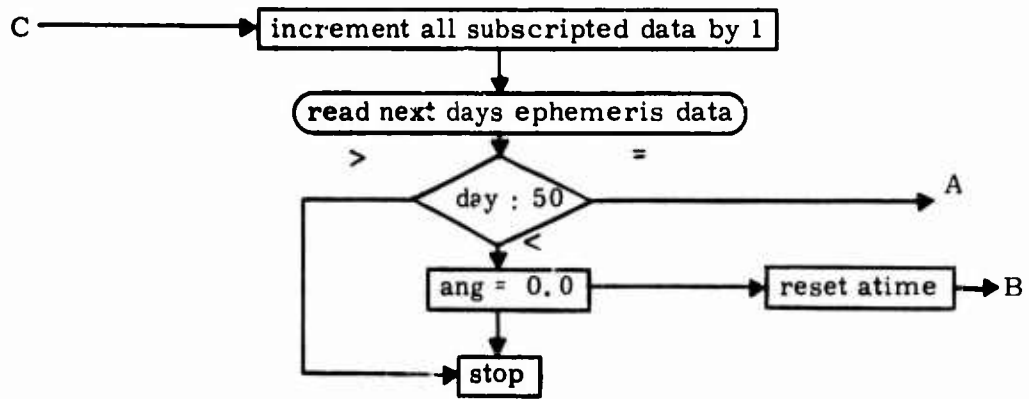 C
increment all subscripted data by 1
read next days ephemeris data
> =
day : 50
A
<
ang = 0.0
reset atime
B
stop